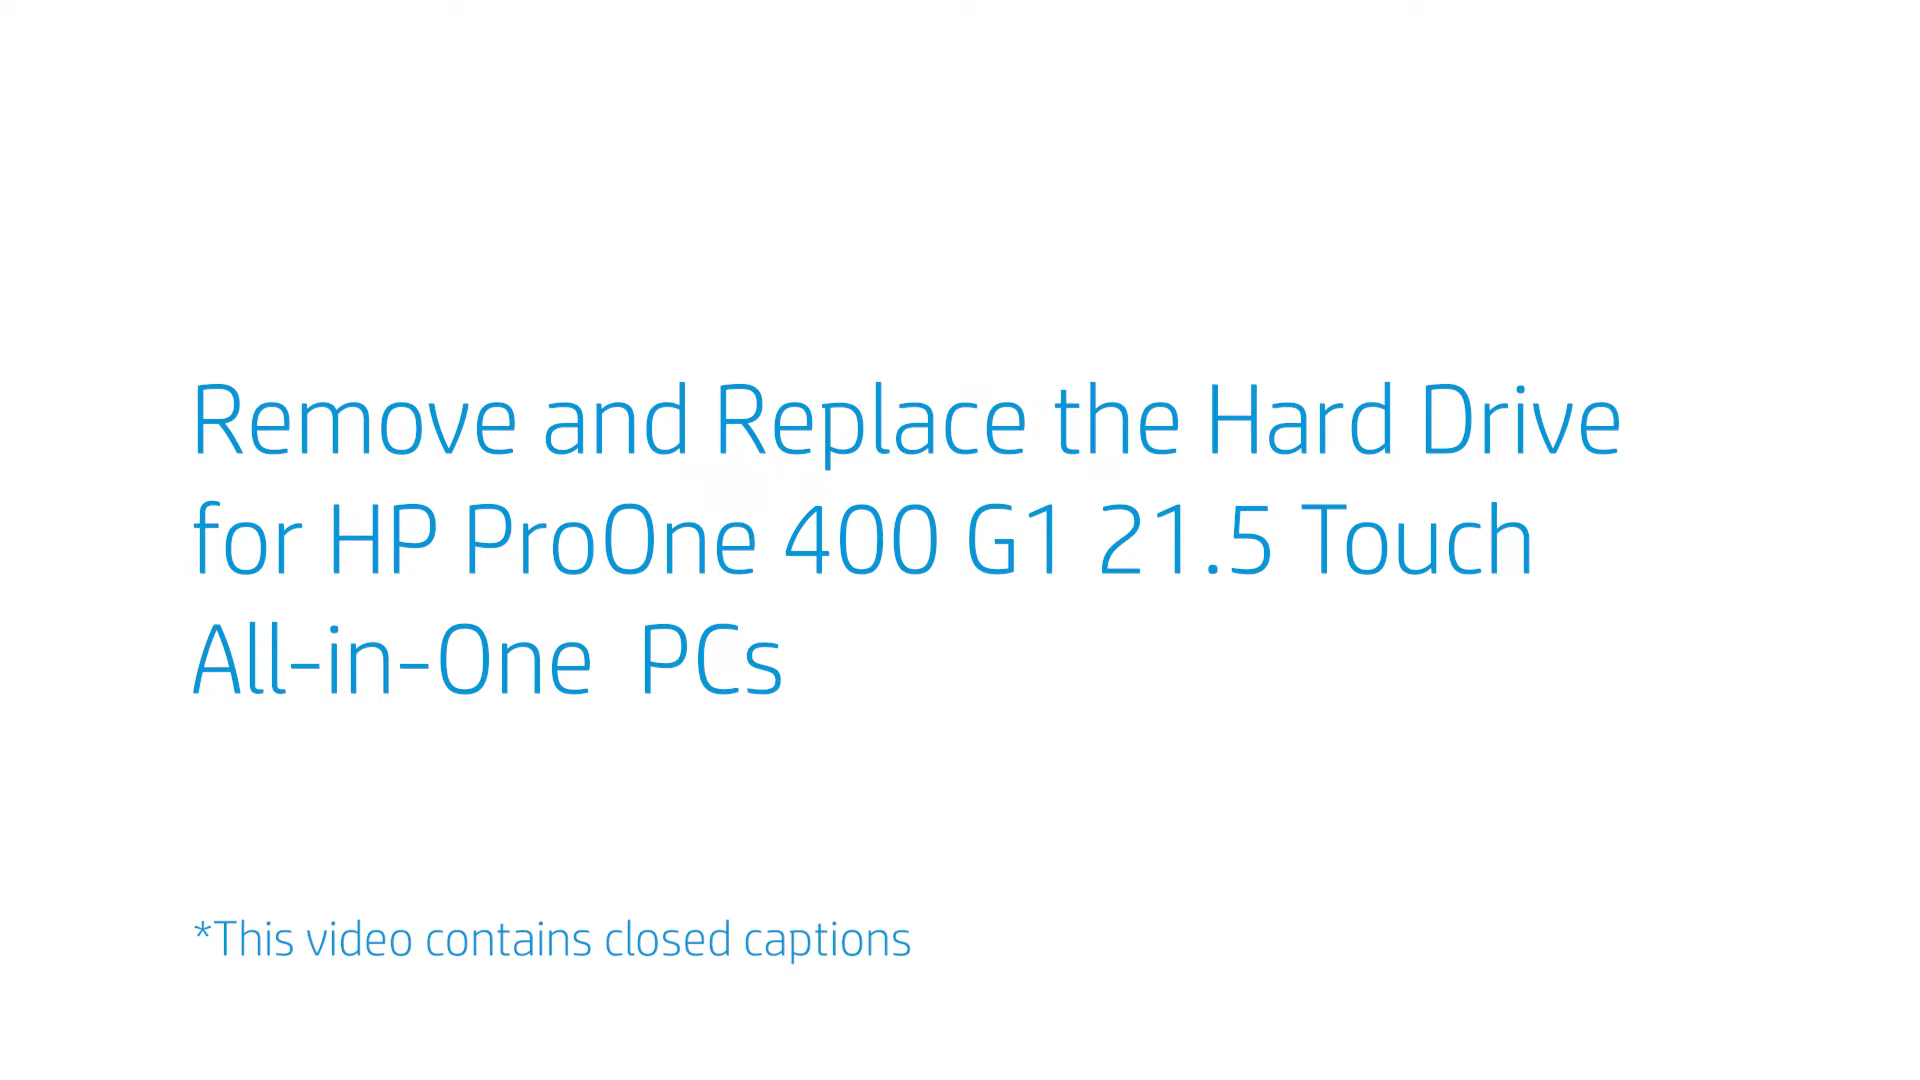 Remove and Replace the Hard Drive
for HP ProOne 400 G1 21.5 Touch
All-in-One  PCs
*This video contains closed captions